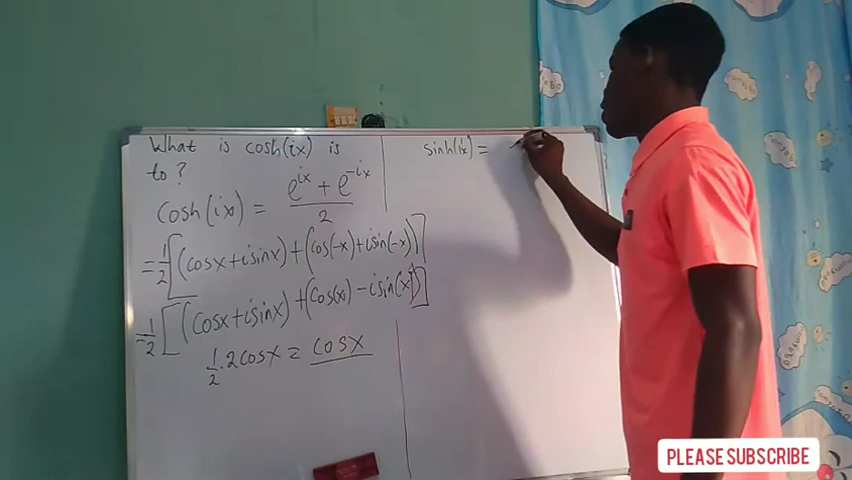 What is cosh(ix) is
to?
cosh(ix) = (e^ix + e^-ix)/2
= 1/2 [(cosx+isinx) + (cos(-x)+isin(-x))]
= 1/2 [(cosx+isinx) + (cos(x) - isin(x))]
1/2 . 2cosx = cosx
sinh(ix) =
PLEASE SUBSCRIBE